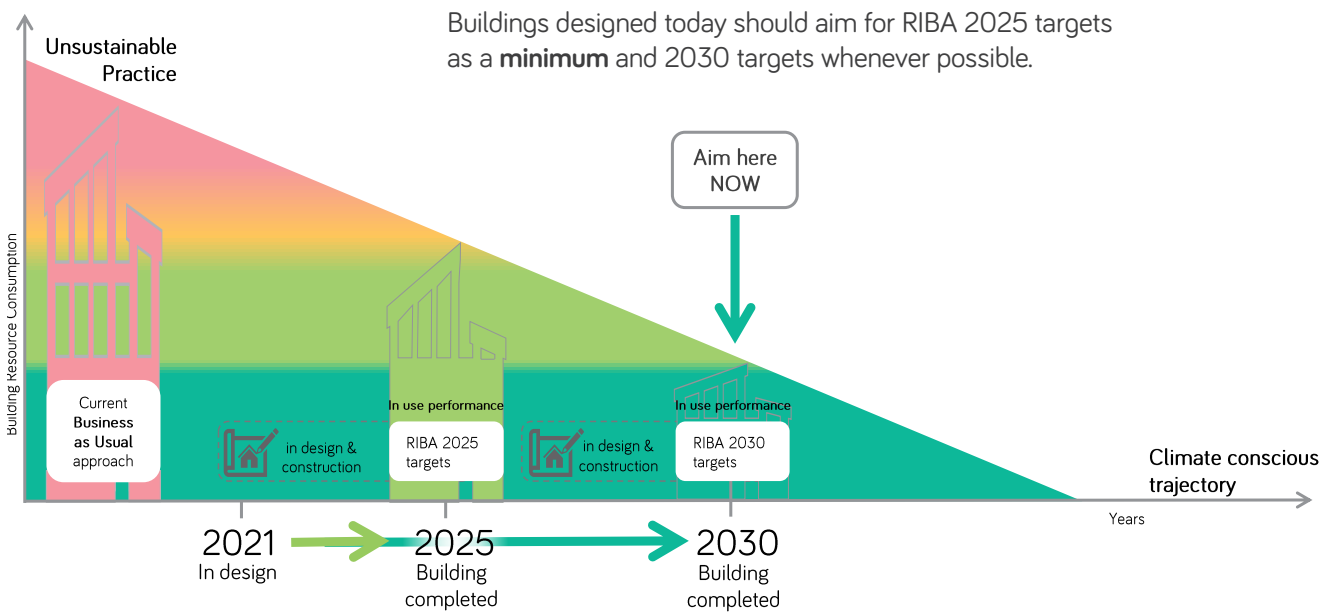 Buildings designed today should aim for RIBA 2025 targets
as a minimum and 2030 targets whenever possible.
Unsustainable
Practice
Aim here
NOW
Building Resource Consumption
Current
Business
as Usual
approach
in design &
construction
In use performance
RIBA 2025
targets
in design &
construction
In use performance
RIBA 2030
targets
Climate conscious
trajectory
Years
2021
In design
2025
Building
completed
2030
Building
completed